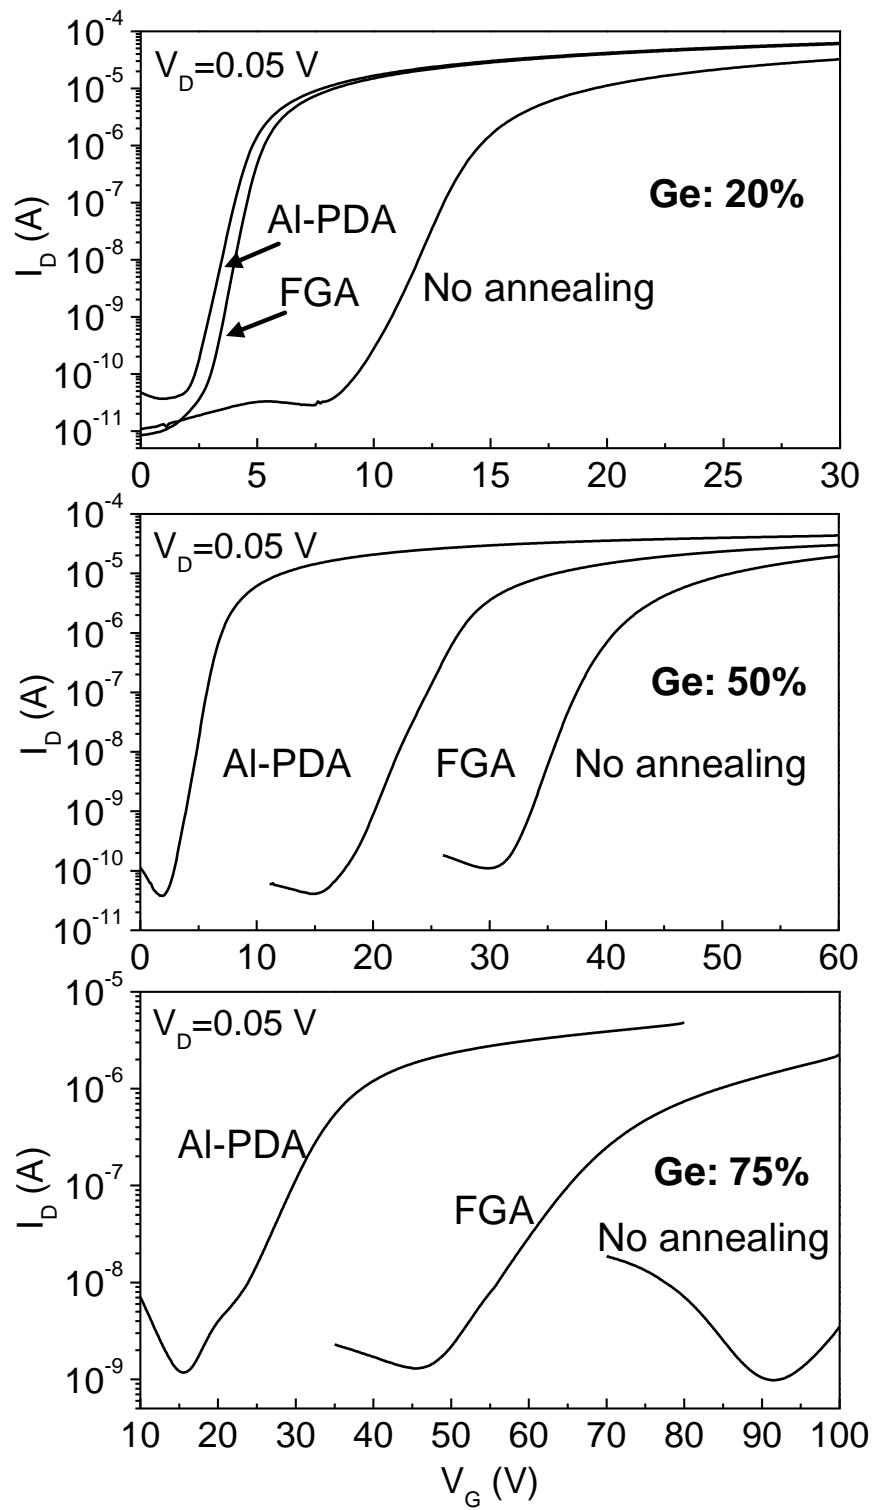 10⁻⁴
V_D=0.05 V
10⁻⁵
10⁻⁶
Ge: 20%
10⁻⁷
Al-PDA
I_D (A)
10⁻⁸
FGA
No annealing
10⁻⁹
10⁻¹⁰
10⁻¹¹
0 5 10 15 20 25 30
10⁻⁴
V_D=0.05 V
10⁻⁵
10⁻⁶
Ge: 50%
10⁻⁷
I_D (A)
10⁻⁸
Al-PDA FGA No annealing
10⁻⁹
10⁻¹⁰
10⁻¹¹
0 10 20 30 40 50 60
10⁻⁵
V_D=0.05 V
10⁻⁶
Al-PDA
Ge: 75%
10⁻⁷
I_D (A)
FGA
No annealing
10⁻⁸
10⁻⁹
10 20 30 40 50 60 70 80 90 100
V_G (V)